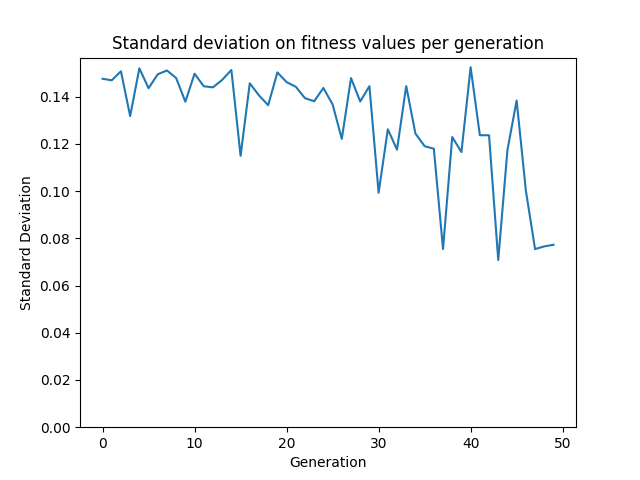 Standard deviation on fitness values per generation
Standard Deviation
0.14
0.12
0.10
0.08
0.06
0.04
0.02
0.00
0 10 20 30 40 50
Generation